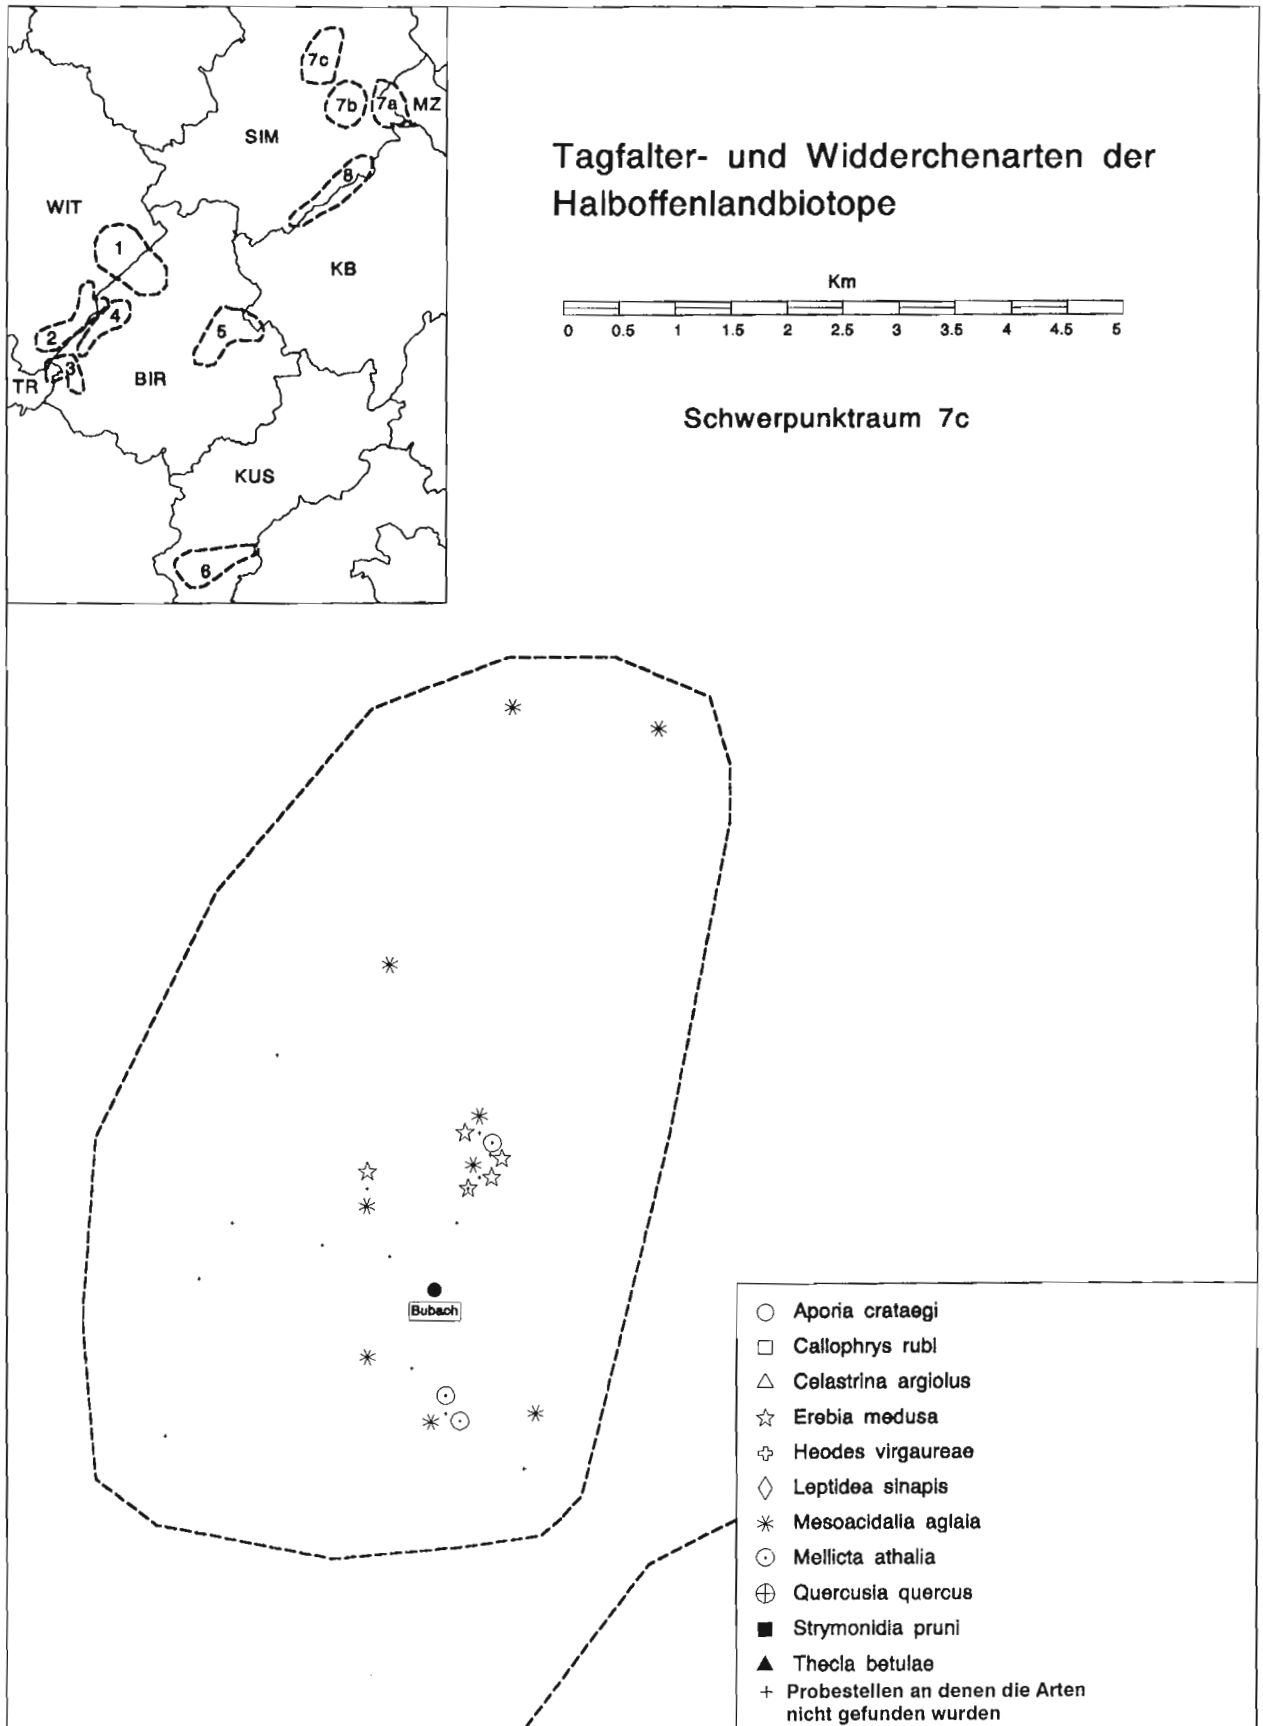 7c
7b
7a
MZ
SIM
8
WIT
1
KB
4
2
5
3
TR
BIR
KUS
6
Tagfalter- und Widderchenarten der
Halboffenlandbiotope
Km
0 0.5 1 1.5 2 2.5 3 3.5 4 4.5 5
Schwerpunktraum 7c
Bubach
Aporia crataegi
Callophrys rubi
Celastrina argiolus
Erebia medusa
Heodes virgaureae
Leptidea sinapis
Mesoacidalia aglaia
Mellicta athalia
Quercusia quercus
Strymonidia pruni
Thecla betulae
Probestellen an denen die Arten
nicht gefunden wurden